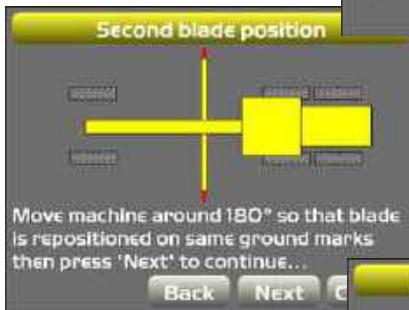 Second blade position
Move machine around 180° so that blade
is repositioned on same ground marks
then press 'Next' to continue...
Back Next C